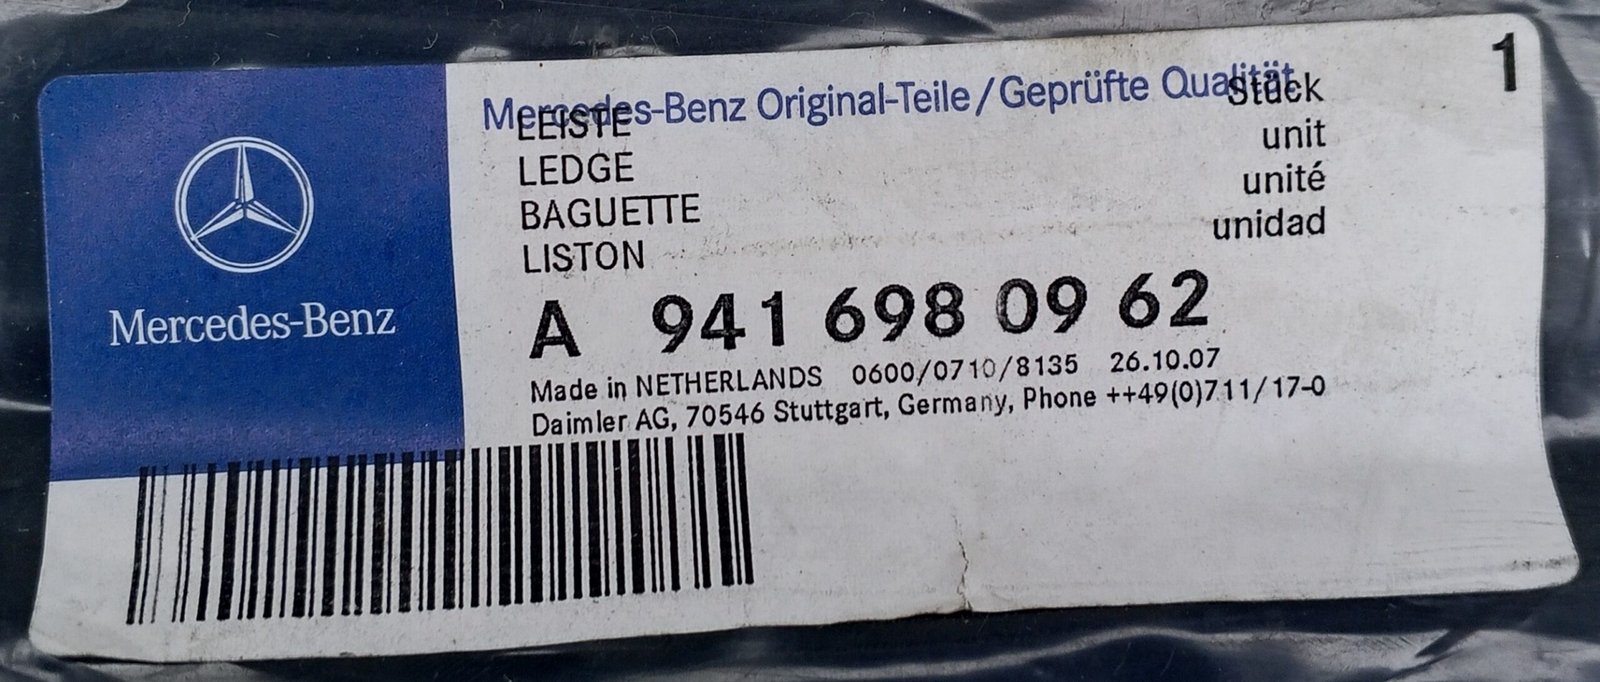 Mercedes-Benz
Mercedes-Benz Original-Teile/Geprüfte Qualität
1
LEISTE
Stück
LEDGE
unit
BAGUETTE
unité
LISTON
unidad
A 941 698 09 62
Made in NETHERLANDS 0600/0710/8135 26.10.07
Daimler AG, 70546 Stuttgart, Germany, Phone ++49(0)711/17-0